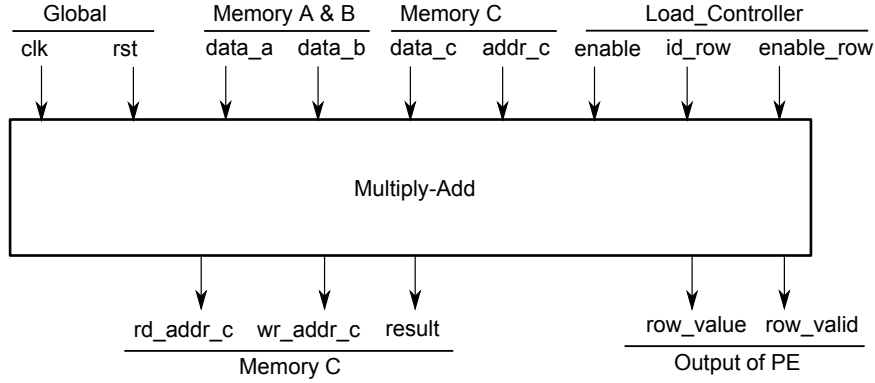 Global Memory A & B Memory C Load_Controller
clk rst data_a data_b data_c addr_c enable id_row enable_row
Multiply-Add
rd_addr_c wr_addr_c result row_value row_valid
Memory C Output of PE